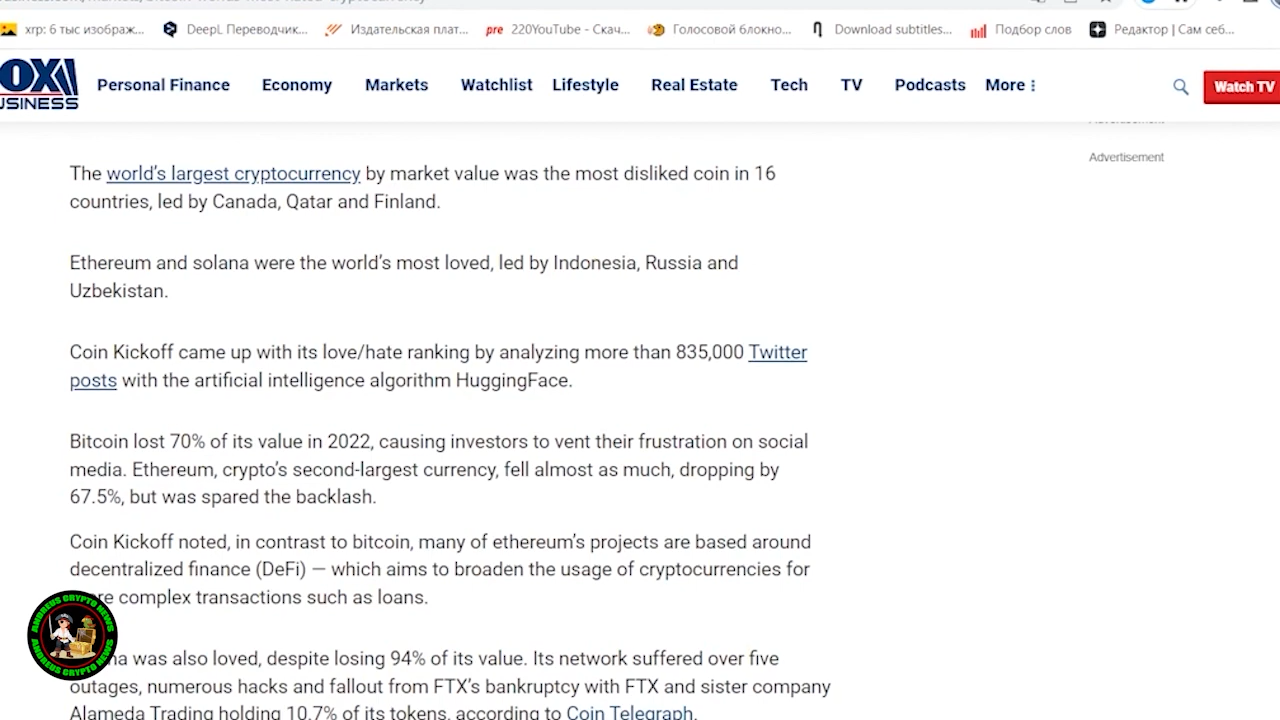 хгр: 6 тыс изображ...
DeepL Переводчик...
Издательская плат...
pre 220YouTube - Скач...
Голосовой блокно...
Download subtitles...
Подбор слов
Редактор | Сам себ...
Personal Finance
Economy
Markets
Watchlist
Lifestyle
Real Estate
Tech
TV
Podcasts
More
Watch TV
Advertisement
The world's largest cryptocurrency by market value was the most disliked coin in 16
countries, led by Canada, Qatar and Finland.
Ethereum and solana were the world's most loved, led by Indonesia, Russia and
Uzbekistan.
Coin Kickoff came up with its love/hate ranking by analyzing more than 835,000 Twitter
posts with the artificial intelligence algorithm HuggingFace.
Bitcoin lost 70% of its value in 2022, causing investors to vent their frustration on social
media. Ethereum, crypto's second-largest currency, fell almost as much, dropping by
67.5%, but was spared the backlash.
Coin Kickoff noted, in contrast to bitcoin, many of ethereum's projects are based around
decentralized finance (DeFi) — which aims to broaden the usage of cryptocurrencies for
complex transactions such as loans.
was also loved, despite losing 94% of its value. Its network suffered over five
outages, numerous hacks and fallout from FTX's bankruptcy with FTX and sister company
Alameda Trading holding 10.7% of its tokens, according to Coin Telegraph.
ANDREUS CRYPTO NEWS
ANDREUS CRYPTO NEWS